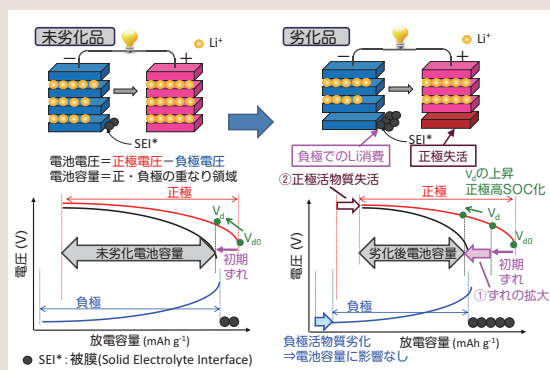 未劣化品
Li⁺
−
+
SEI*
電池電圧＝正極電圧－負極電圧
電池容量＝正・負極の重なり領域
正極
Vd
Vd0
初期
ずれ
未劣化電池容量
負極
電圧 (V)
放電容量 (mAh g⁻¹)
SEI*：被膜(Solid Electrolyte Interface)
劣化品
Li⁺
−
+
SEI*
負極でのLi消費
正極失活
②正極活物質失活
Vdの上昇
正極高SOC化
正極
Vd
Vd0
初期
ずれ
劣化後電池容量
①ずれの拡大
負極
電圧 (V)
放電容量 (mAh g⁻¹)
負極活物質劣化
⇒電池容量に影響なし